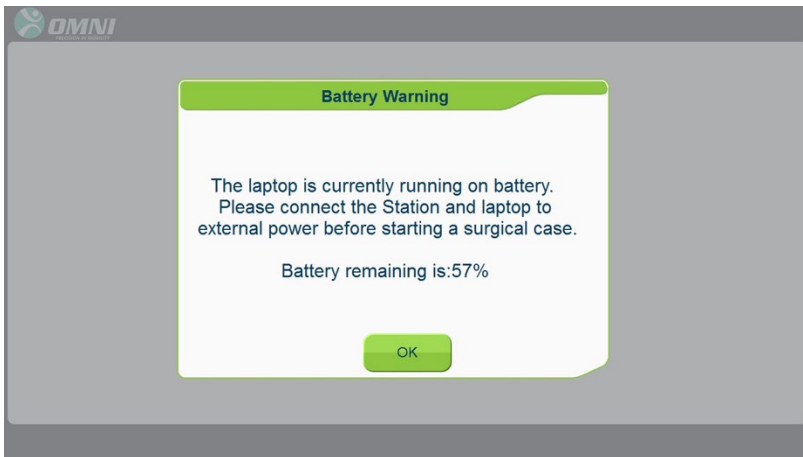 OMNI
Battery Warning
The laptop is currently running on battery.
Please connect the Station and laptop to
external power before starting a surgical case.
Battery remaining is:57%
OK